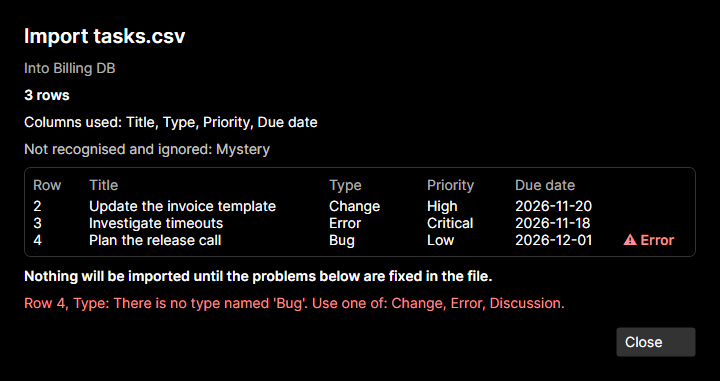 Import tasks.csv
Into Billing DB
3 rows
Columns used: Title, Type, Priority, Due date
Not recognised and ignored: Mystery
Row Title Type Priority Due date
2 Update the invoice template Change High 2026-11-20
3 Investigate timeouts Error Critical 2026-11-18
4 Plan the release call Bug Low 2026-12-01 ⚠ Error
Nothing will be imported until the problems below are fixed in the file.
Row 4, Type: There is no type named 'Bug'. Use one of: Change, Error, Discussion.
Close